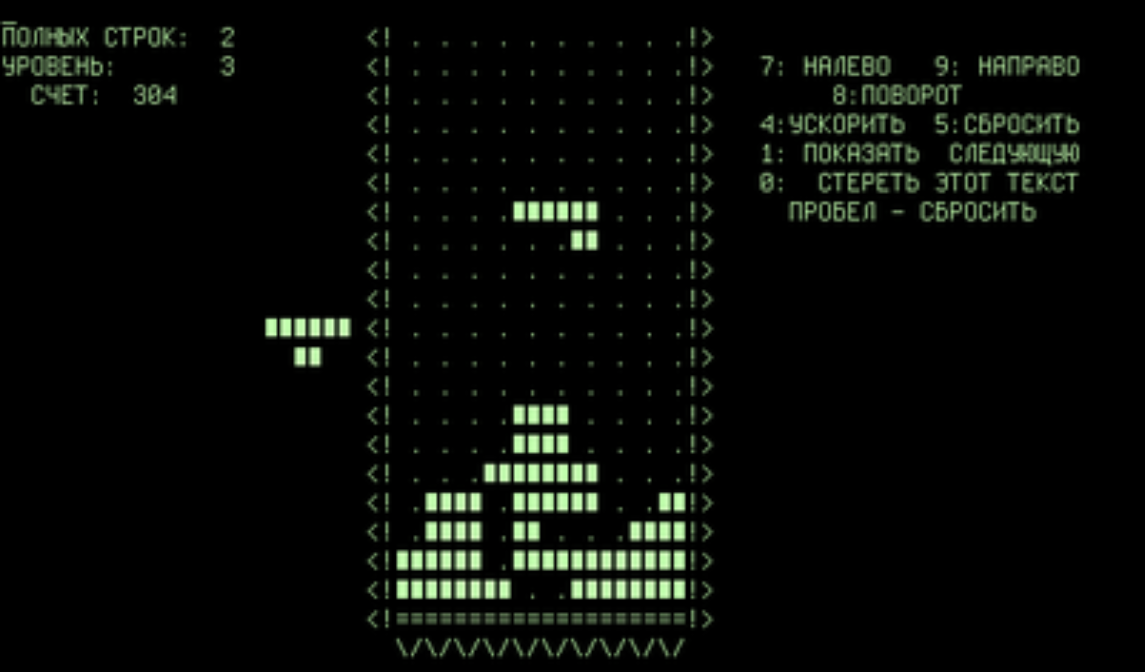 ПОЛНЫХ СТРОК: 2
УРОВЕНЬ: 3
СЧЕТ: 304
7: НАЛЕВО 9: НАПРАВО
8:ПОВОРОТ
4:УСКОРИТЬ 5:СБРОСИТЬ
1: ПОКАЗАТЬ СЛЕДУЮЩУЮ
0: СТЕРЕТЬ ЭТОТ ТЕКСТ
ПРОБЕЛ - СБРОСИТЬ